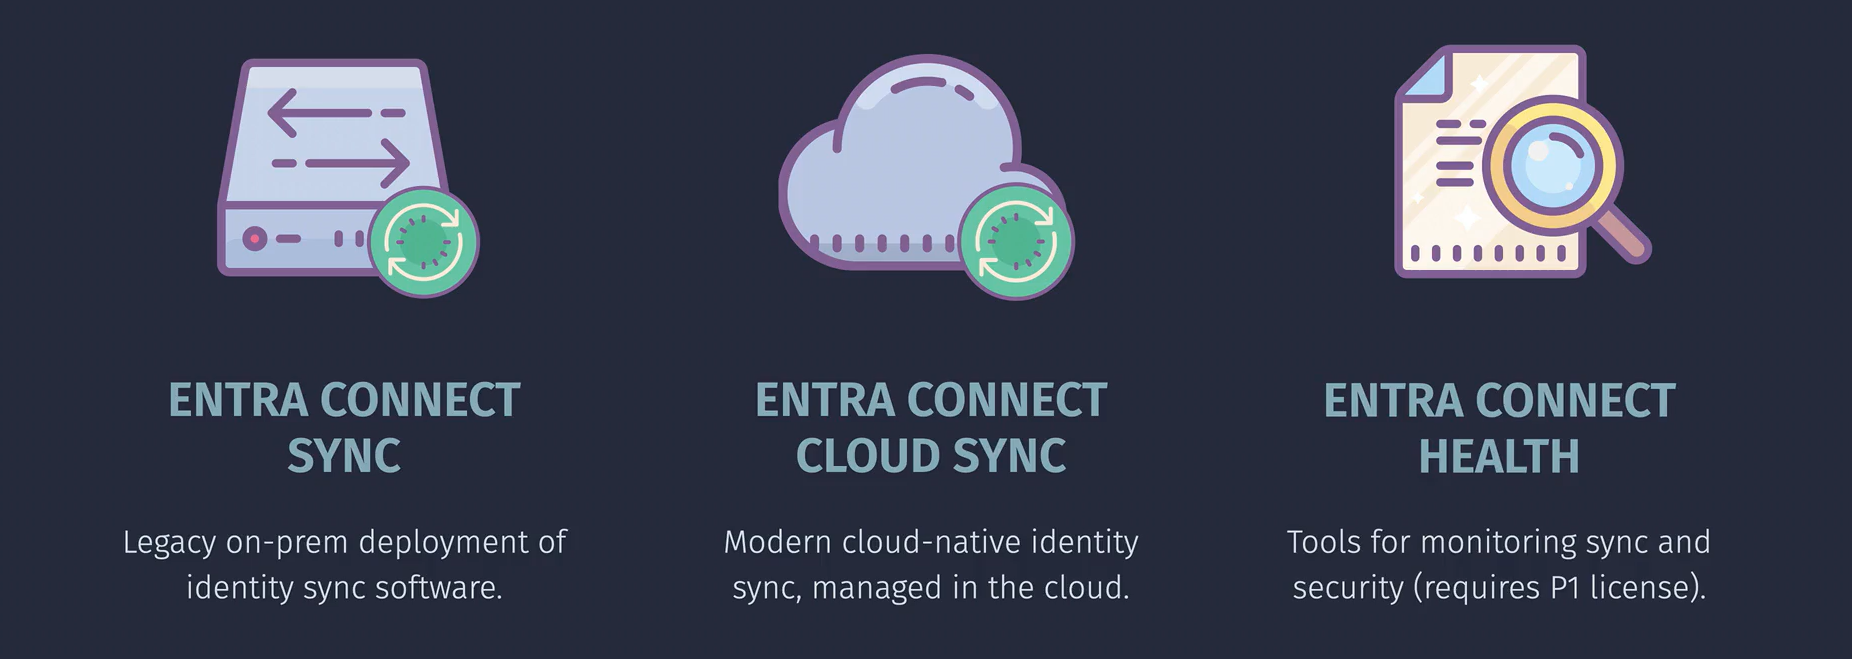 ENTRA CONNECT
SYNC
Legacy on-prem deployment of
identity sync software.
ENTRA CONNECT
CLOUD SYNC
Modern cloud-native identity
sync, managed in the cloud.
ENTRA CONNECT
HEALTH
Tools for monitoring sync and
security (requires P1 license).